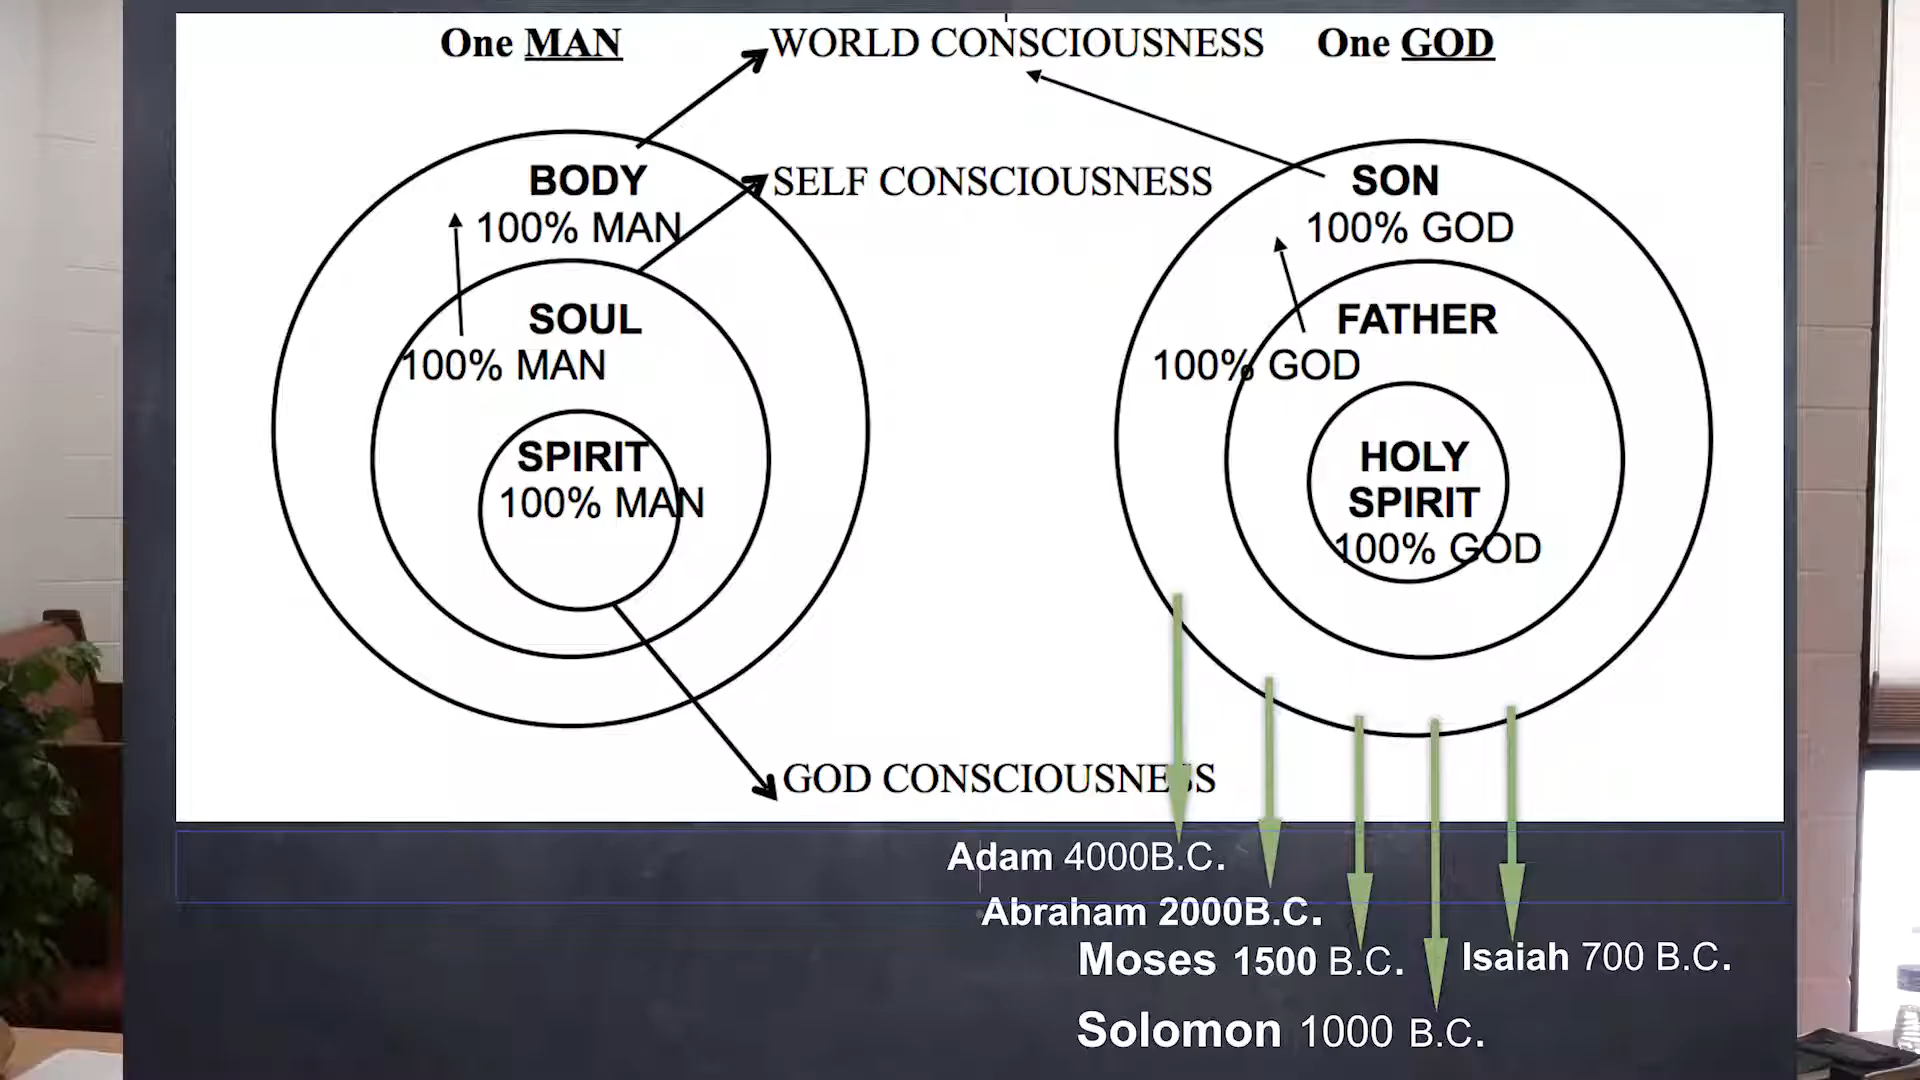 One MAN
WORLD CONSCIOUSNESS
One GOD
BODY
100% MAN
SELF CONSCIOUSNESS
SON
100% GOD
SOUL
100% MAN
FATHER
100% GOD
SPIRIT
100% MAN
HOLY
SPIRIT
100% GOD
GOD CONSCIOUSNESS
Adam 4000B.C.
Abraham 2000B.C.
Moses 1500 B.C.
Isaiah 700 B.C.
Solomon 1000 B.C.